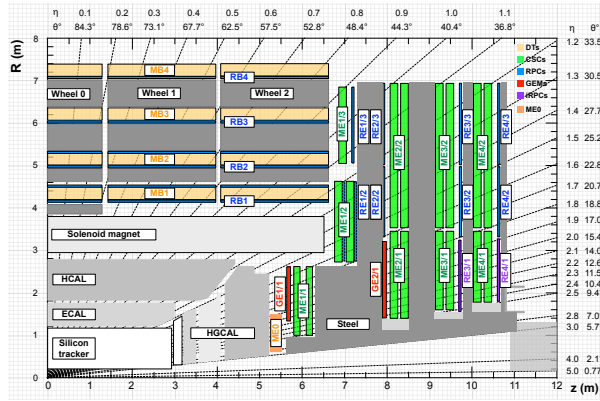 η 0.1 0.2 0.3 0.4 0.5 0.6 0.7 0.8 0.9 1.0 1.1 η θ°
θ° 84.3° 78.6° 73.1° 67.7° 62.5° 57.5° 52.8° 48.4° 44.3° 40.4° 36.8°
R (m)
8
7
6
5
4
3
2
1
0
1.2 33.5
1.3 30.5
1.4 27.7
1.5 25.2
1.6 22.8
1.7 20.7
1.8 18.8
1.9 17.0
2.0 15.4
2.1 14.0
2.2 12.6
2.3 11.5
2.4 10.4
2.5 9.4
2.8 7.0
3.0 5.7
4.0 2.1
5.0 0.77
DTs
CSCs
RPCs
GEMs
iRPCs
ME0
MB4
RB4
Wheel 0
Wheel 1
Wheel 2
MB3
RB3
MB2
RB2
MB1
RB1
ME1/3
RE1/3
RE2/3
ME2/2
ME3/2
RE3/3
ME4/2
RE4/3
ME1/2
RE1/2
RE2/2
RE3/2
RE4/2
Solenoid magnet
HCAL
ECAL
Silicon
tracker
HGCAL
ME0
GE1/1
ME1/1
Steel
GE2/1
ME2/1
ME3/1
RE3/1
ME4/1
RE4/1
0 1 2 3 4 5 6 7 8 9 10 11 12 z (m)